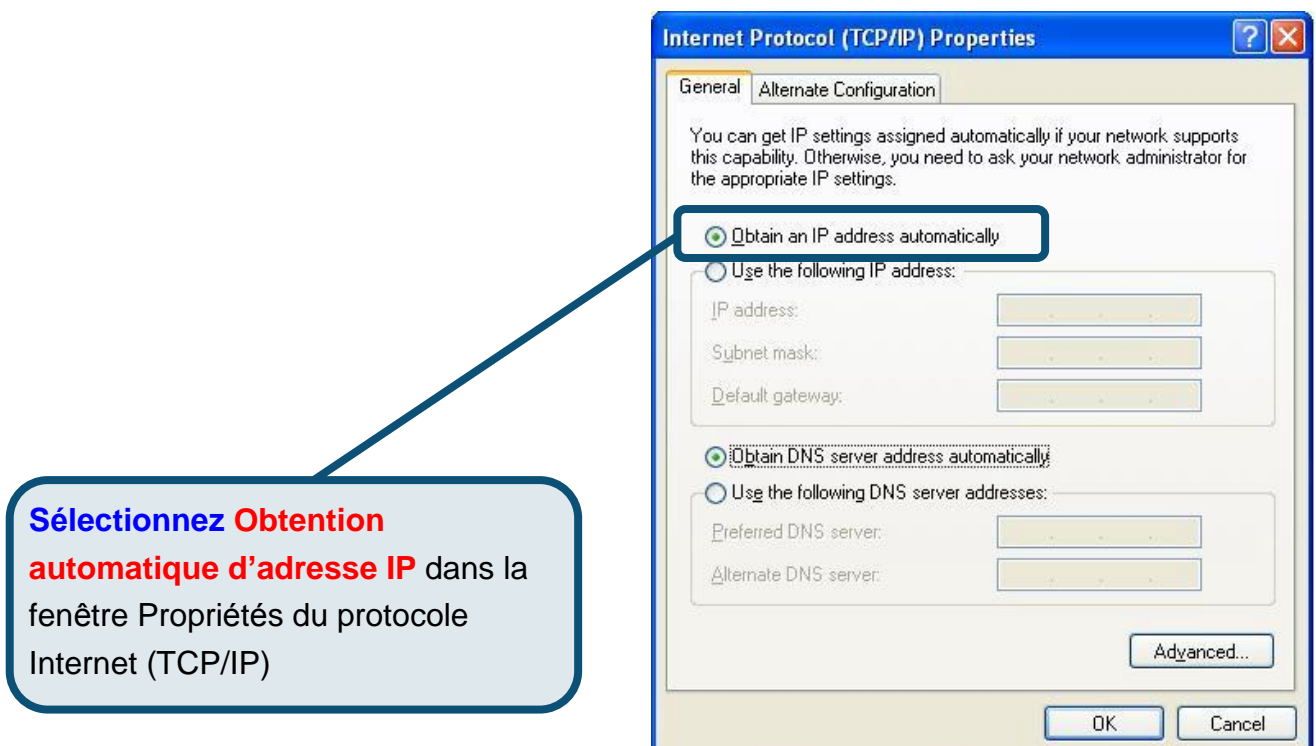 Internet Protocol (TCP/IP) Properties
General
Alternate Configuration
You can get IP settings assigned automatically if your network supports
this capability. Otherwise, you need to ask your network administrator for
the appropriate IP settings.
Obtain an IP address automatically
Use the following IP address:
IP address:
Subnet mask:
Default gateway:
Obtain DNS server address automatically
Use the following DNS server addresses:
Preferred DNS server:
Alternate DNS server:
Advanced...
OK
Cancel
Sélectionnez Obtention
automatique d’adresse IP dans la
fenêtre Propriétés du protocole
Internet (TCP/IP)